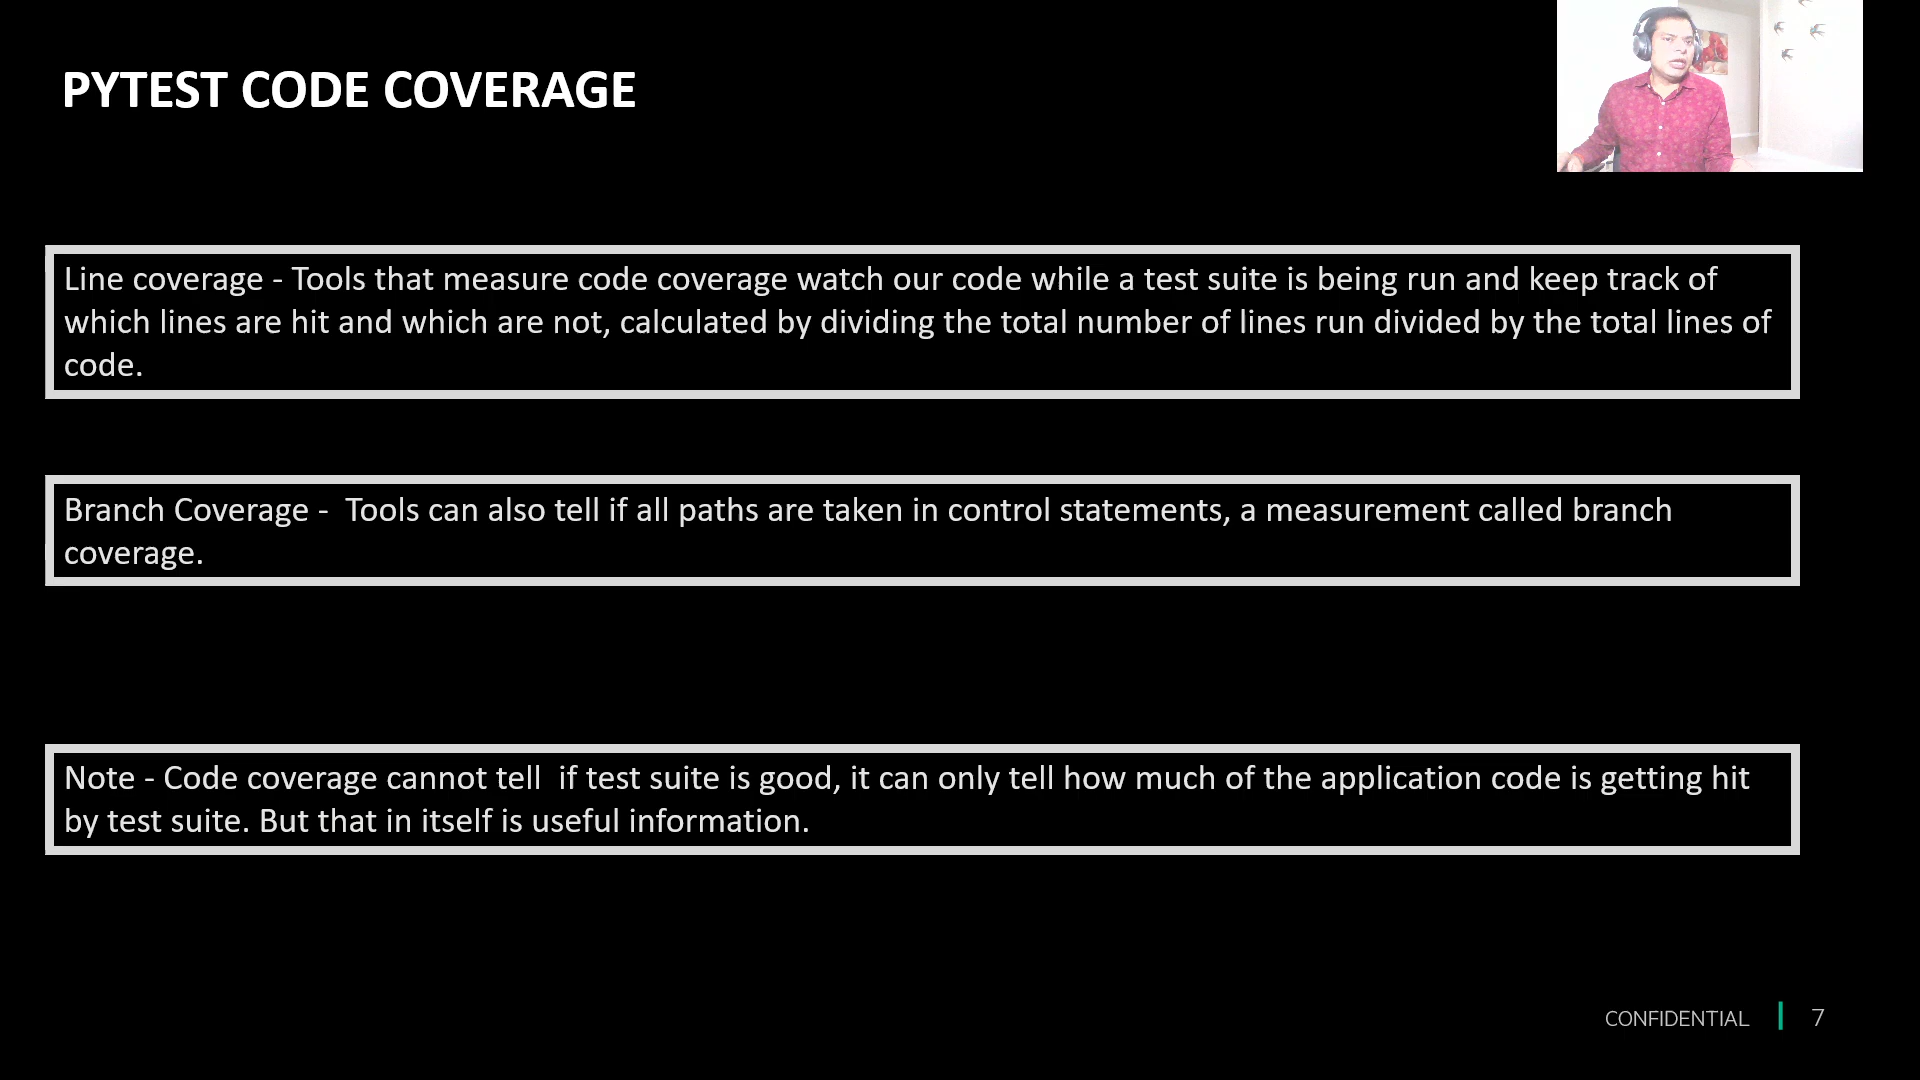 PYTEST CODE COVERAGE
Line coverage - Tools that measure code coverage watch our code while a test suite is being run and keep track of
which lines are hit and which are not, calculated by dividing the total number of lines run divided by the total lines of
code.
Branch Coverage -  Tools can also tell if all paths are taken in control statements, a measurement called branch
coverage.
Note - Code coverage cannot tell  if test suite is good, it can only tell how much of the application code is getting hit
by test suite. But that in itself is useful information.
CONFIDENTIAL | 7